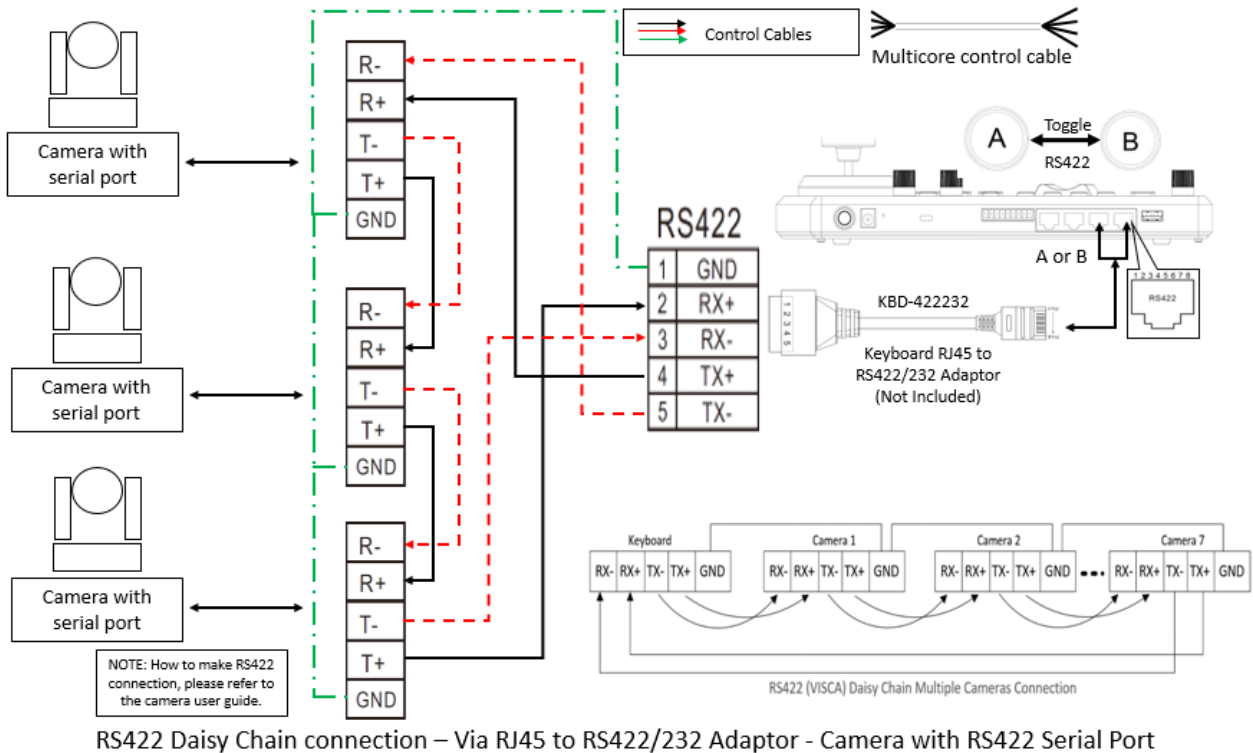 Control Cables
Multicore control cable
Camera with
serial port
R-
R+
T-
T+
GND
A
Toggle
B
RS422
A or B
1 2 3 4 5 6 7 8
RS422
RS422
1 GND
2 RX+
3 RX-
4 TX+
5 TX-
1 2 3 4 5
KBD-422232
Keyboard RJ45 to
RS422/232 Adaptor
(Not Included)
Camera with
serial port
R-
R+
T-
T+
GND
Camera with
serial port
R-
R+
T-
T+
GND
NOTE: How to make RS422
connection, please refer to
the camera user guide.
Keyboard Camera 1 Camera 2 Camera 7
RX- RX+ TX- TX+ GND RX- RX+ TX- TX+ GND RX- RX+ TX- TX+ GND RX- RX+ TX- TX+ GND
RS422 (VISCA) Daisy Chain Multiple Cameras Connection
RS422 Daisy Chain connection – Via RJ45 to RS422/232 Adaptor - Camera with RS422 Serial Port